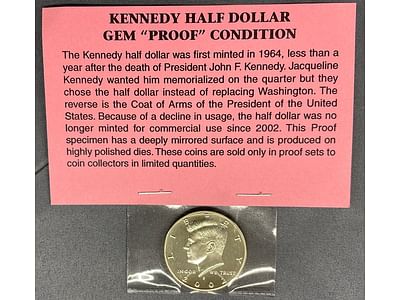 KENNEDY HALF DOLLAR
GEM “PROOF” CONDITION
The Kennedy half dollar was first minted in 1964, less than a
year after the death of President John F. Kennedy. Jacqueline
Kennedy wanted him memorialized on the quarter but they
chose the half dollar instead of replacing Washington. The
reverse is the Coat of Arms of the President of the United
States. Because of a decline in usage, the half dollar was no
longer minted for commercial use since 2002. This Proof
specimen has a deeply mirrored surface and is produced on
highly polished dies. These coins are sold only in proof sets to
coin collectors in limited quantities.
LIBERTY
IN GOD WE TRUST